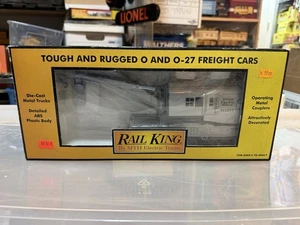 LIONEL
WALTHERS
TOUGH AND RUGGED O AND O-27 FREIGHT CARS
Die-Cast
Metal Trucks
Detailed
ABS
Plastic Body
Operating
Metal
Couplers
Attractively
Decorated
RAIL KING
By MTH Electric Trains